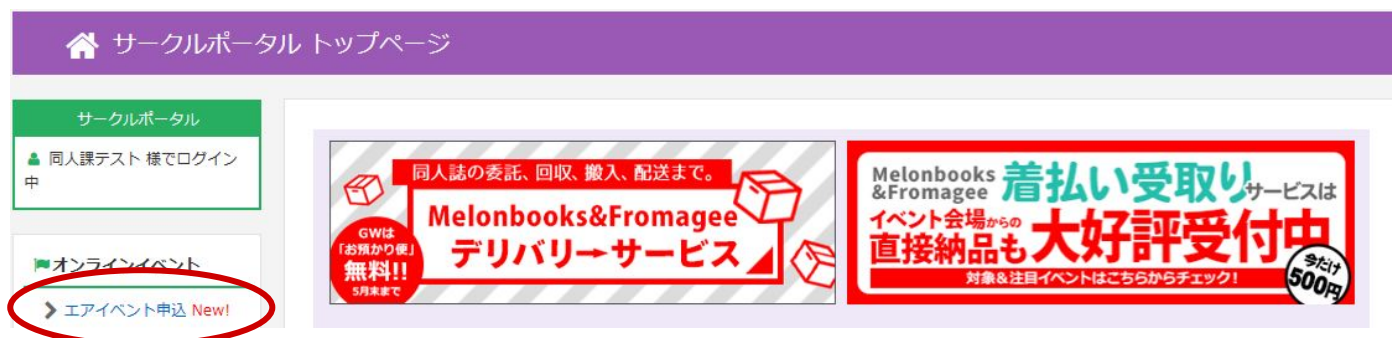 サークルポータル トップページ
サークルポータル
同人課テスト 様でログイン
中
オンラインイベント
エアイベント申込 New!
同人誌の委託、回収、搬入、配送まで。
Melonbooks&Fromagee
デリバリーサービス
GWは
「お預かり便」
無料!!
5月末まで
Melonbooks
&Fromagee 着払い受取りサービスは
イベント会場からの
直接納品も大好評受付中
対象&注目イベントはこちらからチェック!
今だけ
500円